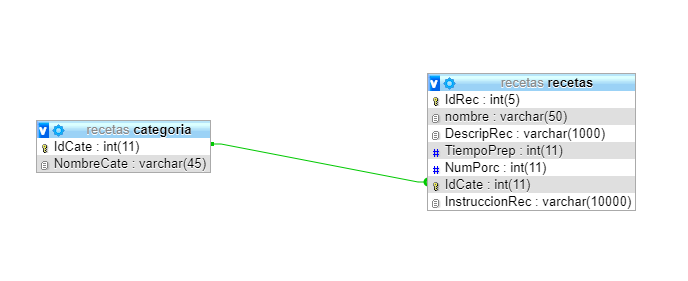 recetas categoria
IdCate : int(11)
NombreCate : varchar(45)
recetas recetas
IdRec : int(5)
nombre : varchar(50)
DescripRec : varchar(1000)
TiempoPrep : int(11)
NumPorc : int(11)
IdCate : int(11)
InstruccionRec : varchar(10000)